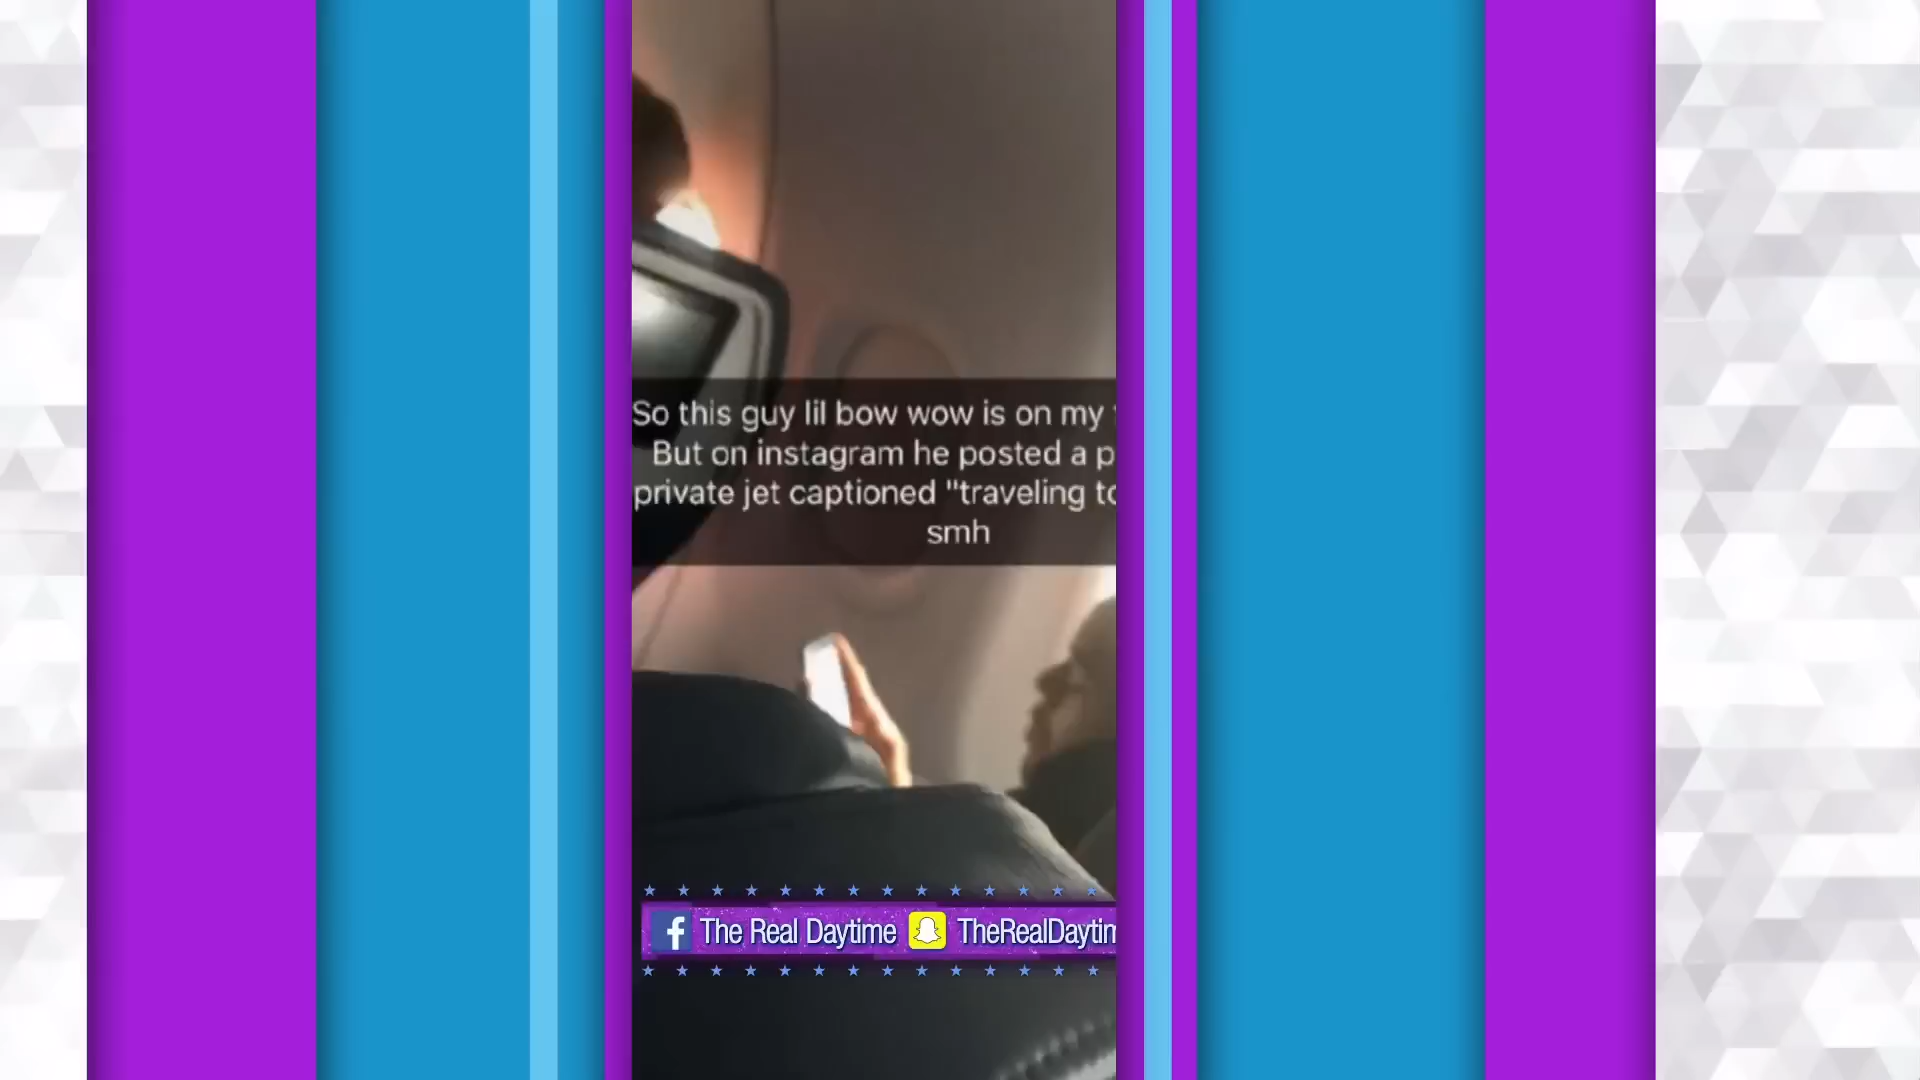 So this guy lil bow wow is on my
But on instagram he posted a p
private jet captioned "traveling to
smh
The Real Daytime TheRealDaytim